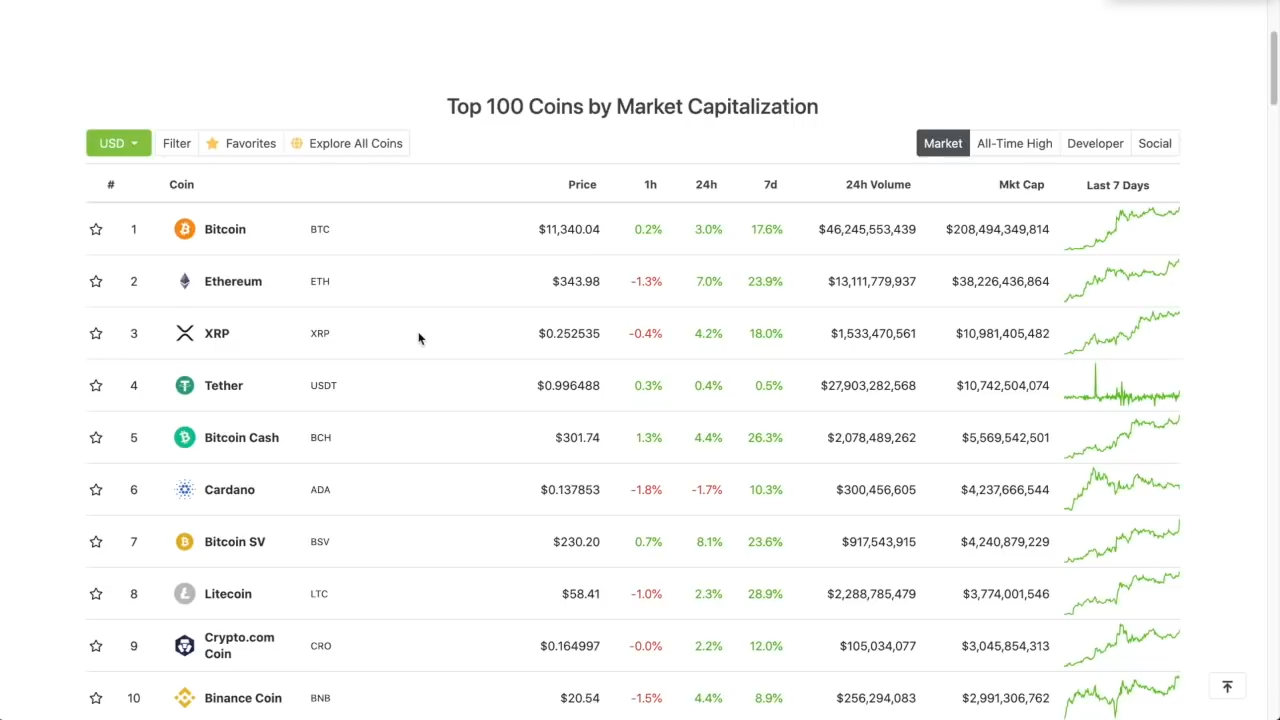 Top 100 Coins by Market Capitalization
USD Filter Favorites Explore All Coins Market All-Time High Developer Social
# Coin Price 1h 24h 7d 24h Volume Mkt Cap Last 7 Days
1 Bitcoin BTC $11,340.04 0.2% 3.0% 17.6% $46,245,553,439 $208,494,349,814
2 Ethereum ETH $343.98 -1.3% 7.0% 23.9% $13,111,779,937 $38,226,436,864
3 XRP XRP $0.252535 -0.4% 4.2% 18.0% $1,533,470,561 $10,981,405,482
4 Tether USDT $0.996488 0.3% 0.4% 0.5% $27,903,282,568 $10,742,504,074
5 Bitcoin Cash BCH $301.74 1.3% 4.4% 26.3% $2,078,489,262 $5,569,542,501
6 Cardano ADA $0.137853 -1.8% -1.7% 10.3% $300,456,605 $4,237,666,544
7 Bitcoin SV BSV $230.20 0.7% 8.1% 23.6% $917,543,915 $4,240,879,229
8 Litecoin LTC $58.41 -1.0% 2.3% 28.9% $2,288,785,479 $3,774,001,546
9 Crypto.com Coin CRO $0.164997 -0.0% 2.2% 12.0% $105,034,077 $3,045,854,313
10 Binance Coin BNB $20.54 -1.5% 4.4% 8.9% $256,294,083 $2,991,306,762